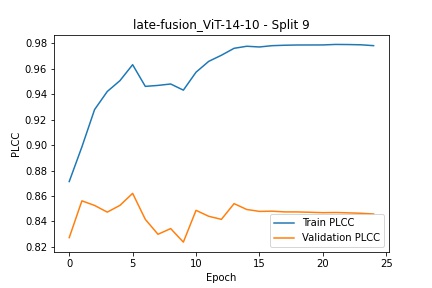 late-fusion_ViT-14-10 - Split 9
PLCC
0.98
0.96
0.94
0.92
0.90
0.88
0.86
0.84
0.82
Train PLCC
Validation PLCC
0 5 10 15 20 25
Epoch